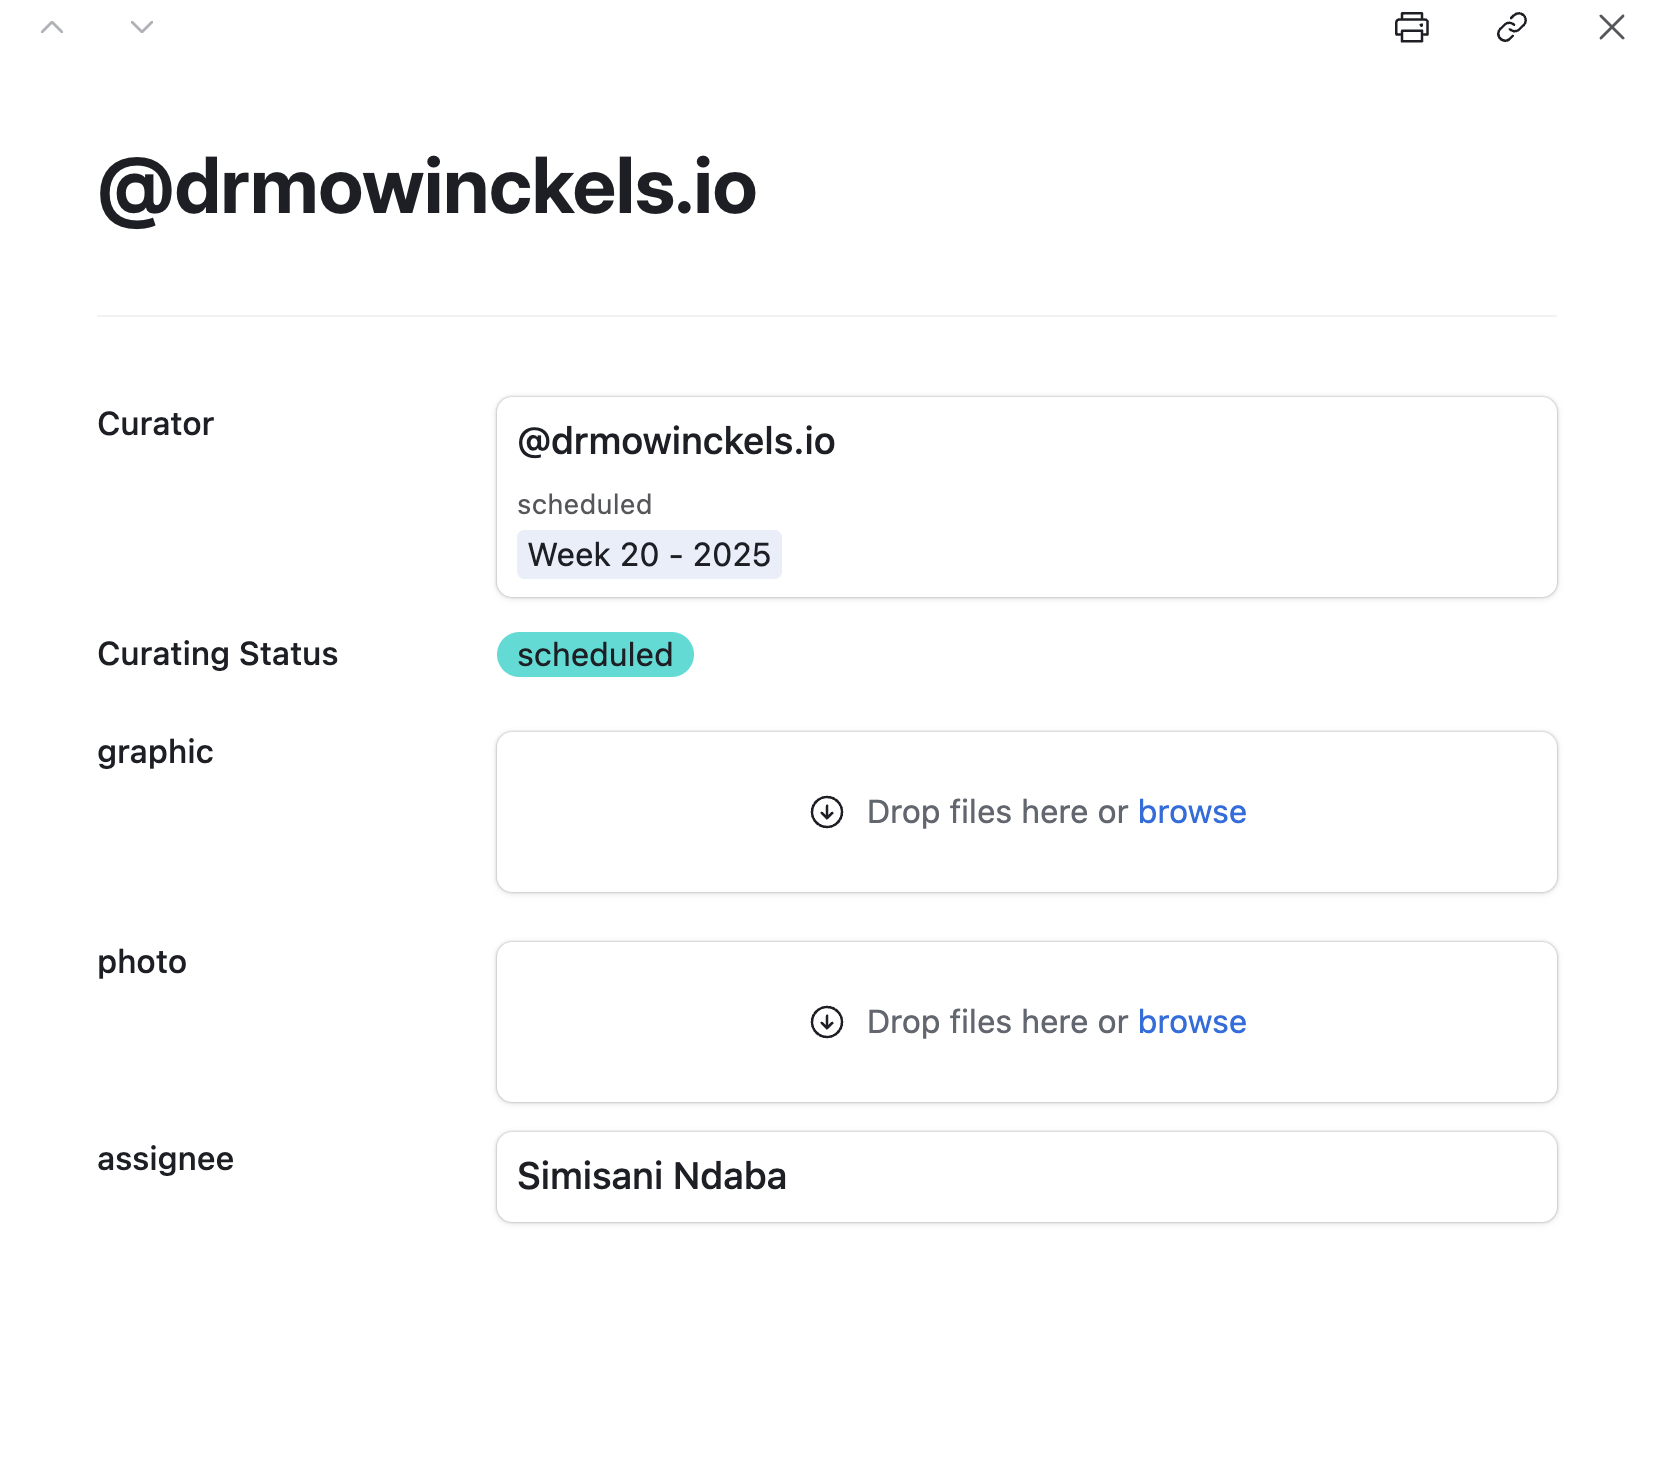 @drmowinckels.io
Curator
@drmowinckels.io
scheduled
Week 20 - 2025
Curating Status
scheduled
graphic
Drop files here or browse
photo
Drop files here or browse
assignee
Simisani Ndaba